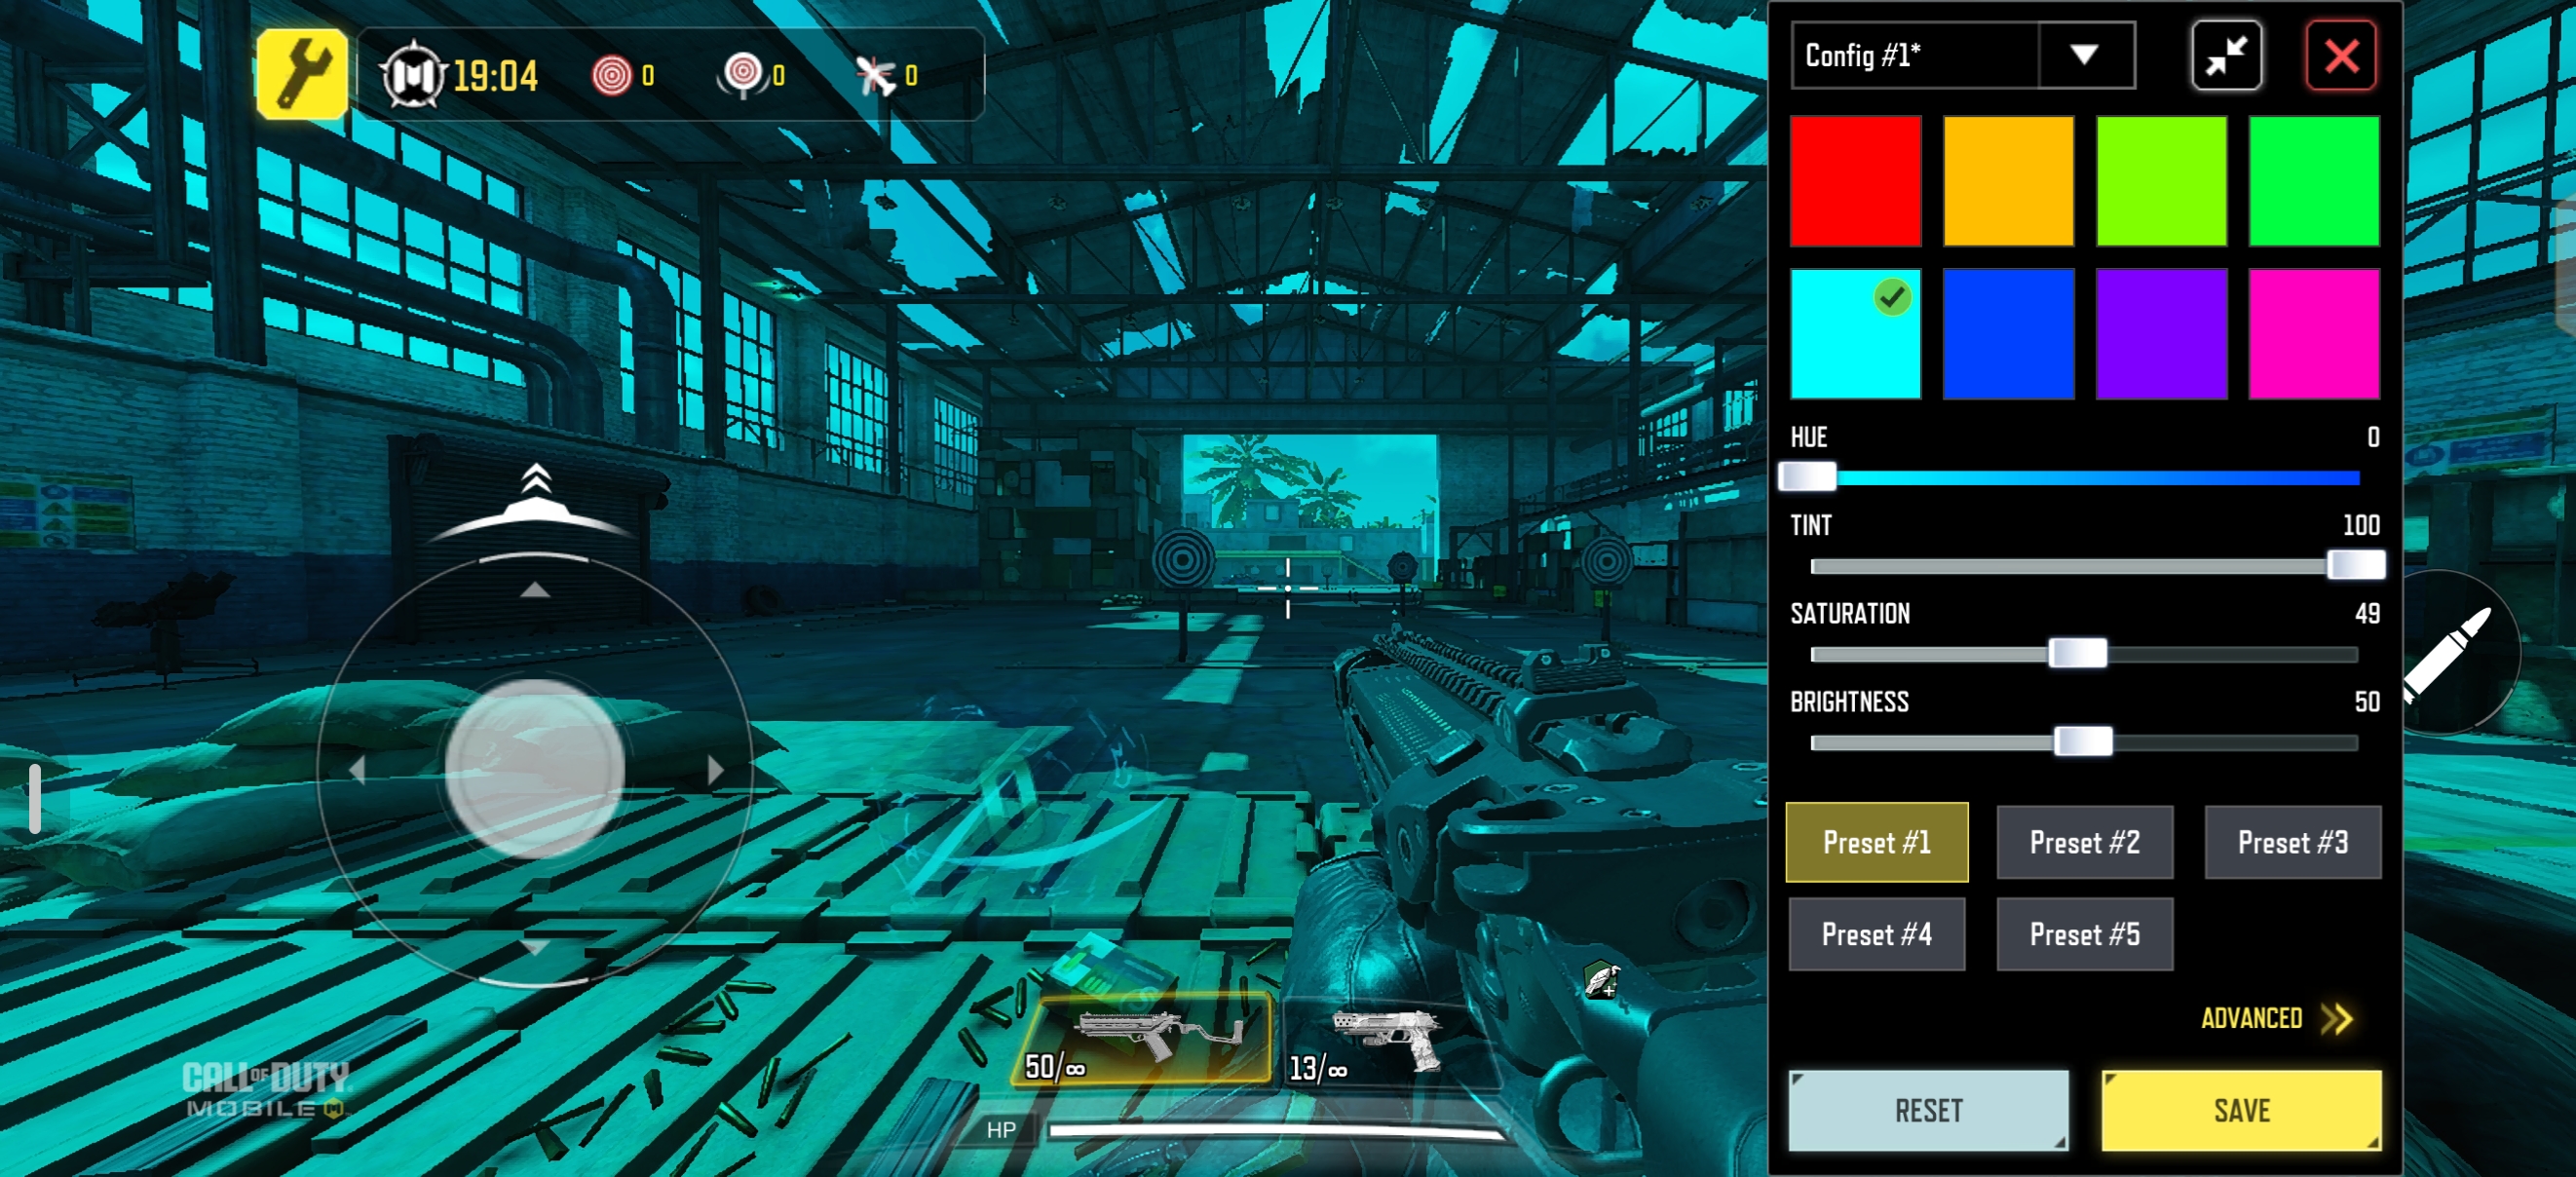 19:04 0 0 0
Config #1*
HUE 0
TINT 100
SATURATION 49
BRIGHTNESS 50
Preset #1 Preset #2 Preset #3
Preset #4 Preset #5
ADVANCED
RESET SAVE
50/∞ 13/∞
HP
CALL OF DUTY
MOBILE